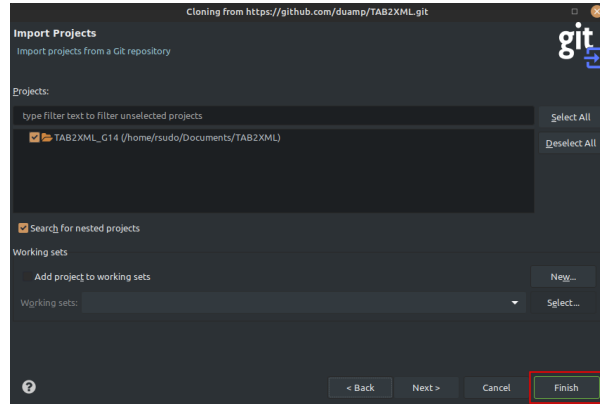 Cloning from https://github.com/duamp/TAB2XML.git
Import Projects
Import projects from a Git repository
git
Projects:
type filter text to filter unselected projects
Select All
TAB2XML_G14 (/home/rsudo/Documents/TAB2XML)
Deselect All
Search for nested projects
Working sets
Add project to working sets
New...
Working sets:
Select...
?
< Back
Next >
Cancel
Finish